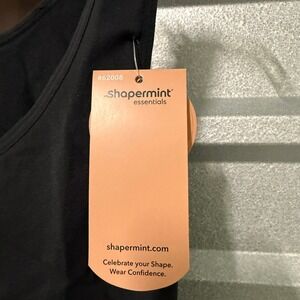 #62008
shapermint
essentials
shapermint.com
Celebrate your Shape.
Wear Confidence.